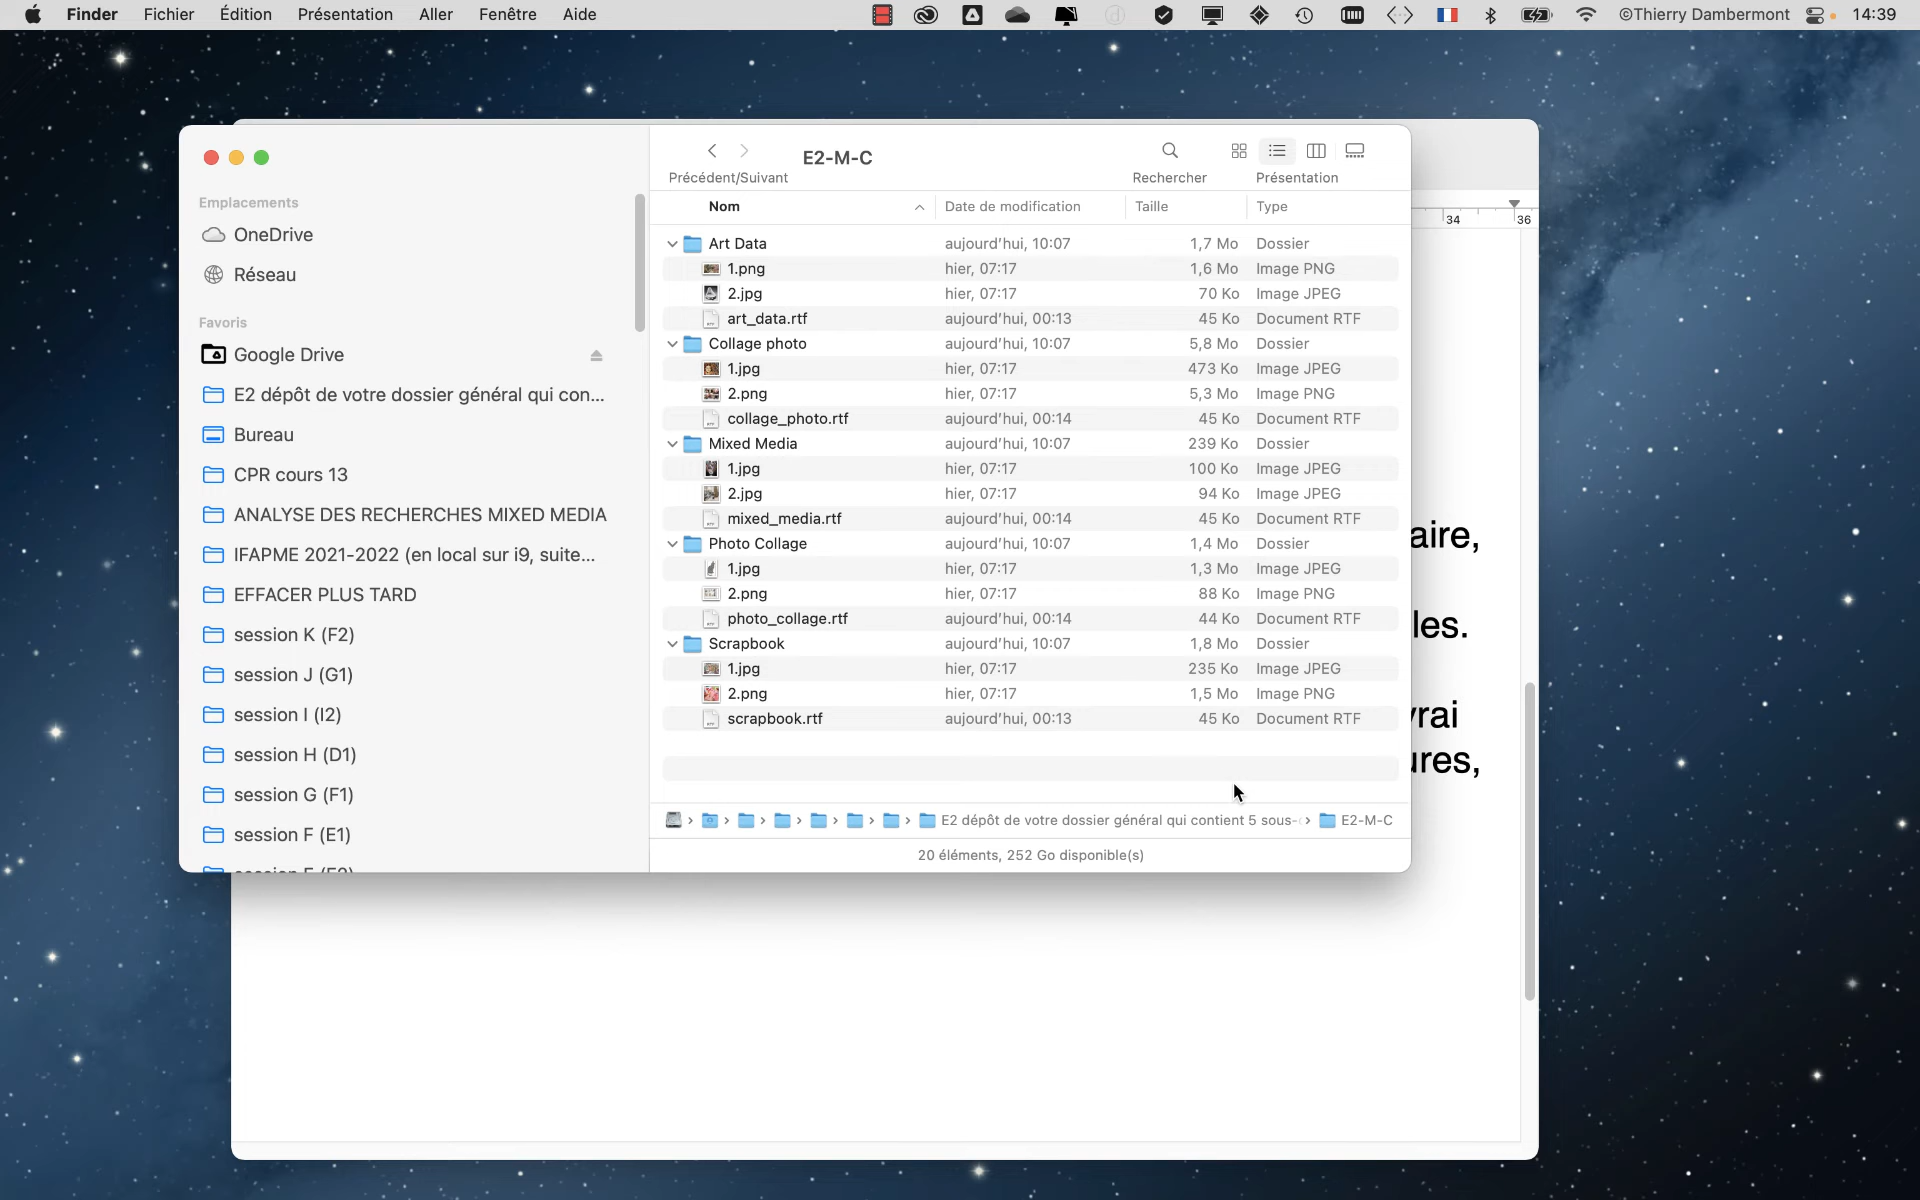 Finder Fichier Édition Présentation Aller Fenêtre Aide ©Thierry Dambermont 14:39
E2-M-C
Précédent/Suivant Rechercher Présentation
Emplacements
OneDrive
Réseau
Favoris
Google Drive
E2 dépôt de votre dossier général qui con...
Bureau
CPR cours 13
ANALYSE DES RECHERCHES MIXED MEDIA
IFAPME 2021-2022 (en local sur i9, suite...
EFFACER PLUS TARD
session K (F2)
session J (G1)
session I (I2)
session H (D1)
session G (F1)
session F (E1)
Nom Date de modification Taille Type
Art Data aujourd'hui, 10:07 1,7 Mo Dossier
1.png hier, 07:17 1,6 Mo Image PNG
2.jpg hier, 07:17 70 Ko Image JPEG
art_data.rtf aujourd'hui, 00:13 45 Ko Document RTF
Collage photo aujourd'hui, 10:07 5,8 Mo Dossier
1.jpg hier, 07:17 473 Ko Image JPEG
2.png hier, 07:17 5,3 Mo Image PNG
collage_photo.rtf aujourd'hui, 00:14 45 Ko Document RTF
Mixed Media aujourd'hui, 10:07 239 Ko Dossier
1.jpg hier, 07:17 100 Ko Image JPEG
2.jpg hier, 07:17 94 Ko Image JPEG
mixed_media.rtf aujourd'hui, 00:14 45 Ko Document RTF
Photo Collage aujourd'hui, 10:07 1,4 Mo Dossier
1.jpg hier, 07:17 1,3 Mo Image JPEG
2.png hier, 07:17 88 Ko Image PNG
photo_collage.rtf aujourd'hui, 00:14 44 Ko Document RTF
Scrapbook aujourd'hui, 10:07 1,8 Mo Dossier
1.jpg hier, 07:17 235 Ko Image JPEG
2.png hier, 07:17 1,5 Mo Image PNG
scrapbook.rtf aujourd'hui, 00:13 45 Ko Document RTF
E2 dépôt de votre dossier général qui contient 5 sous- › E2-M-C
20 éléments, 252 Go disponible(s)
34 36
aire,
les.
vrai
ures,